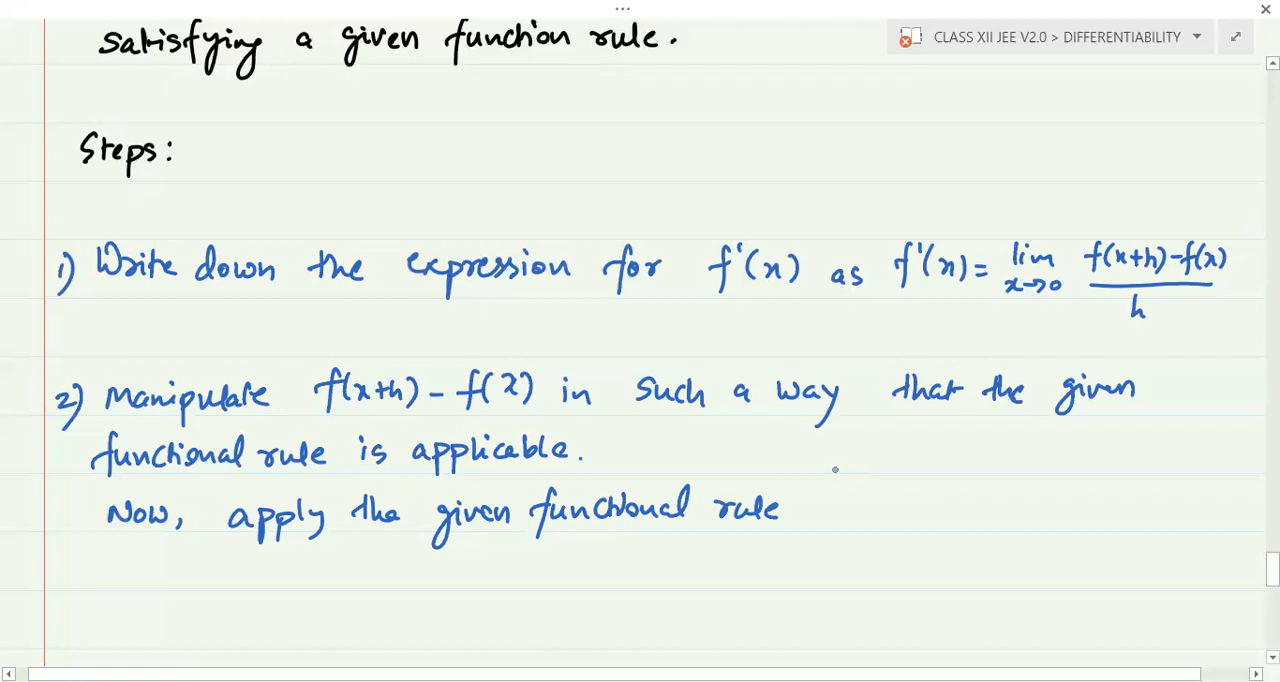 satisfying a given function rule.
CLASS XII JEE V2.0 > DIFFERENTIABILITY
Steps:
1) Write down the expression for f'(x) as f'(x) = lim x→0 f(x+h)-f(x) / h
2) Manipulate f(x+h) - f(x) in such a way that the given
functional rule is applicable.
Now, apply the given functional rule